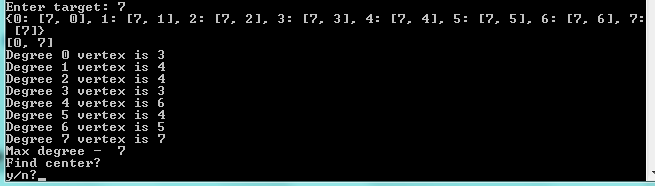 Enter target: 7
{0: [7, 0], 1: [7, 1], 2: [7, 2], 3: [7, 3], 4: [7, 4], 5: [7, 5], 6: [7, 6], 7:
 [7]}
[0, 7]
Degree 0 vertex is 3
Degree 1 vertex is 4
Degree 2 vertex is 4
Degree 3 vertex is 3
Degree 4 vertex is 6
Degree 5 vertex is 4
Degree 6 vertex is 5
Degree 7 vertex is 7
Max degree -  7
Find center?
y/n?_